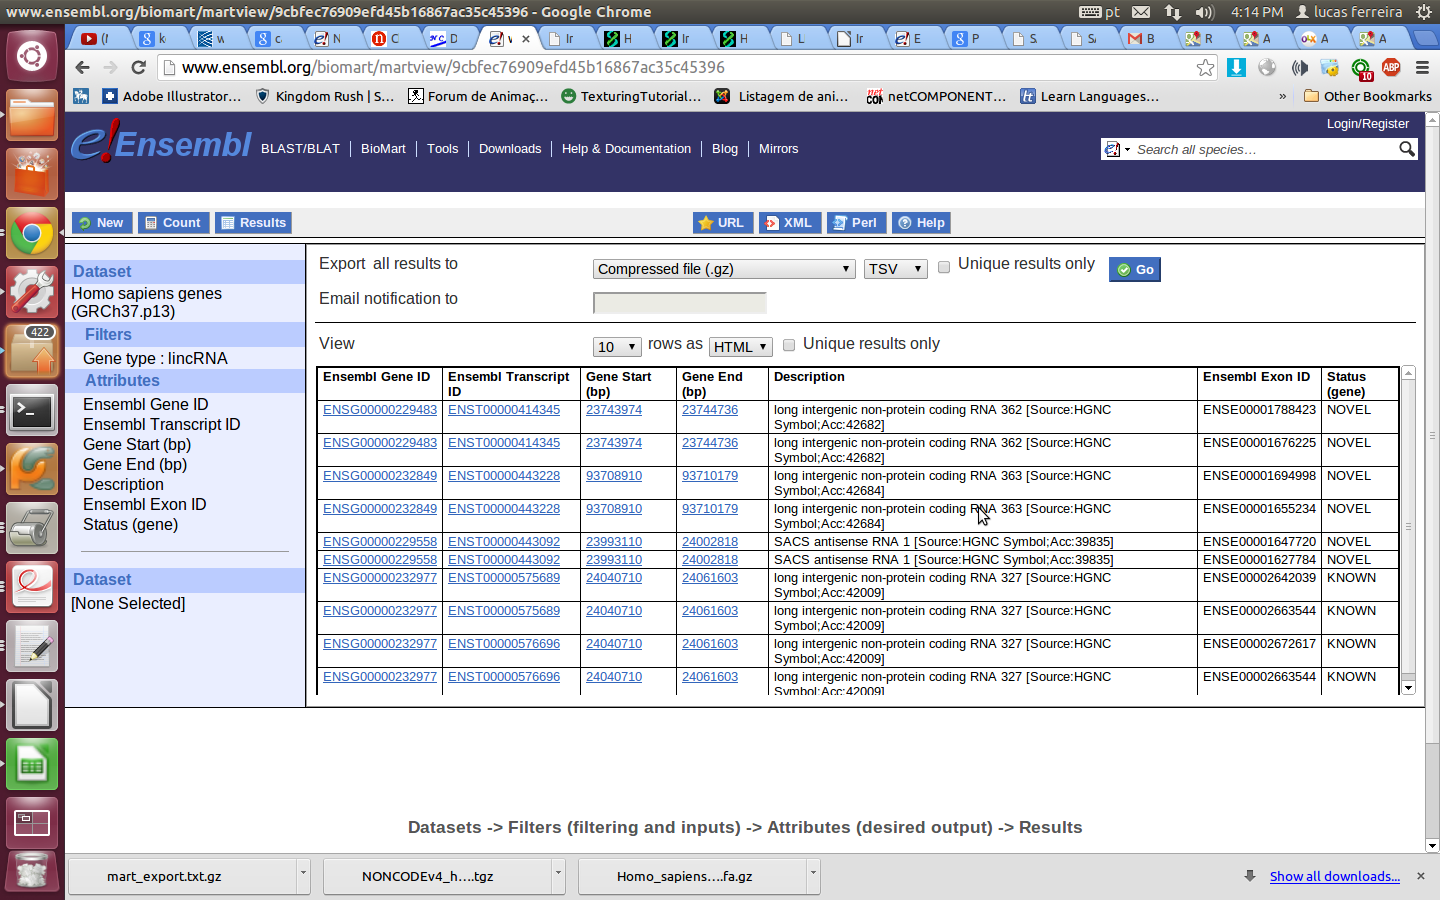 www.ensembl.org/biomart/martview/9cbfec76909efd45b16867ac35c45396 - Google Chrome
pt
4:14 PM
lucas ferreira
www.ensembl.org/biomart/martview/9cbfec76909efd45b16867ac35c45396
10
ABP
Adobe Illustrator…
Kingdom Rush | S…
Forum de Animaç…
TexturingTutorial…
Listagem de ani…
netCOMPONENT…
Learn Languages…
»
Other Bookmarks
Login/Register
e!Ensembl
BLAST/BLAT | BioMart | Tools | Downloads | Help & Documentation | Blog | Mirrors
Search all species…
New Count Results
URL XML Perl Help
Dataset
Homo sapiens genes
(GRCh37.p13)
Filters
Gene type : lincRNA
Attributes
Ensembl Gene ID
Ensembl Transcript ID
Gene Start (bp)
Gene End (bp)
Description
Ensembl Exon ID
Status (gene)
Dataset
[None Selected]
Export all results to Compressed file (.gz) TSV Unique results only Go
Email notification to
View 10 rows as HTML Unique results only
Ensembl Gene ID Ensembl Transcript ID Gene Start (bp) Gene End (bp) Description Ensembl Exon ID Status (gene)
ENSG00000229483 ENST00000414345 23743974 23744736 long intergenic non-protein coding RNA 362 [Source:HGNC Symbol;Acc:42682] ENSE00001788423 NOVEL
ENSG00000229483 ENST00000414345 23743974 23744736 long intergenic non-protein coding RNA 362 [Source:HGNC Symbol;Acc:42682] ENSE00001676225 NOVEL
ENSG00000232849 ENST00000443228 93708910 93710179 long intergenic non-protein coding RNA 363 [Source:HGNC Symbol;Acc:42684] ENSE00001694998 NOVEL
ENSG00000232849 ENST00000443228 93708910 93710179 long intergenic non-protein coding RNA 363 [Source:HGNC Symbol;Acc:42684] ENSE00001655234 NOVEL
ENSG00000229558 ENST00000443092 23993110 24002818 SACS antisense RNA 1 [Source:HGNC Symbol;Acc:39835] ENSE00001647720 NOVEL
ENSG00000229558 ENST00000443092 23993110 24002818 SACS antisense RNA 1 [Source:HGNC Symbol;Acc:39835] ENSE00001627784 NOVEL
ENSG00000232977 ENST00000575689 24040710 24061603 long intergenic non-protein coding RNA 327 [Source:HGNC Symbol;Acc:42009] ENSE00002642039 KNOWN
ENSG00000232977 ENST00000575689 24040710 24061603 long intergenic non-protein coding RNA 327 [Source:HGNC Symbol;Acc:42009] ENSE00002663544 KNOWN
ENSG00000232977 ENST00000576696 24040710 24061603 long intergenic non-protein coding RNA 327 [Source:HGNC Symbol;Acc:42009] ENSE00002672617 KNOWN
ENSG00000232977 ENST00000576696 24040710 24061603 long intergenic non-protein coding RNA 327 [Source:HGNC Symbol;Acc:42009] ENSE00002663544 KNOWN
Datasets -> Filters (filtering and inputs) -> Attributes (desired output) -> Results
422
mart_export.txt.gz
NONCODEv4_h....tgz
Homo_sapiens....fa.gz
Show all downloads...